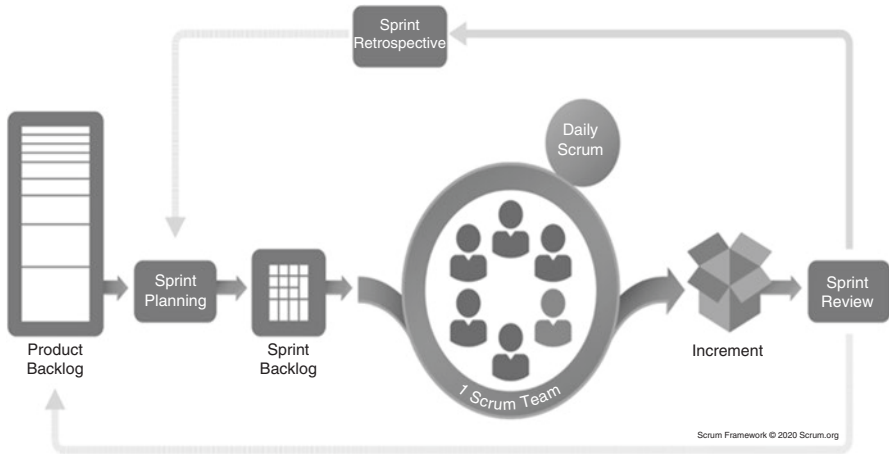 Sprint
Retrospective
Daily
Scrum
Sprint
Planning
Sprint
Review
Product
Backlog
Sprint
Backlog
Increment
1 Scrum Team
Scrum Framework © 2020 Scrum.org